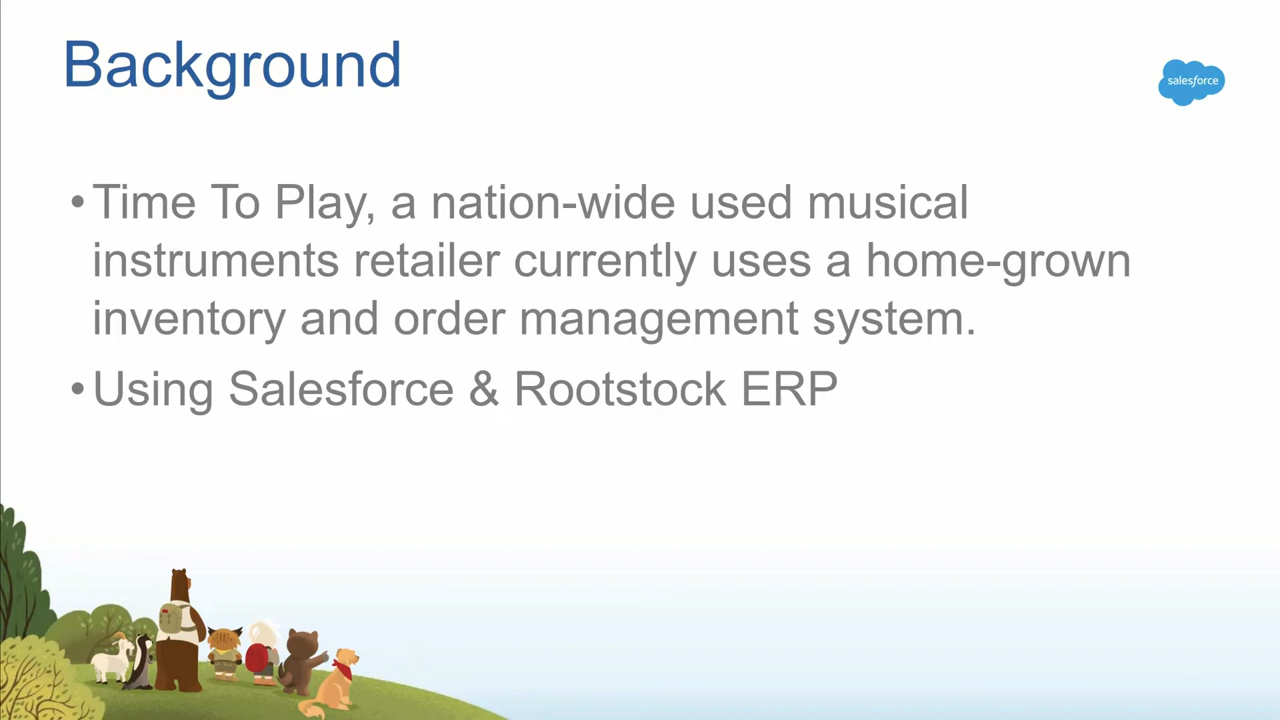 Background
salesforce
•Time To Play, a nation-wide used musical
instruments retailer currently uses a home-grown
inventory and order management system.
•Using Salesforce & Rootstock ERP